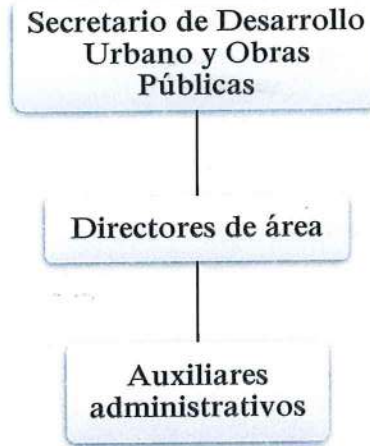 Secretario de Desarrollo
Urbano y Obras
Públicas
Directores de área
Auxiliares
administrativos